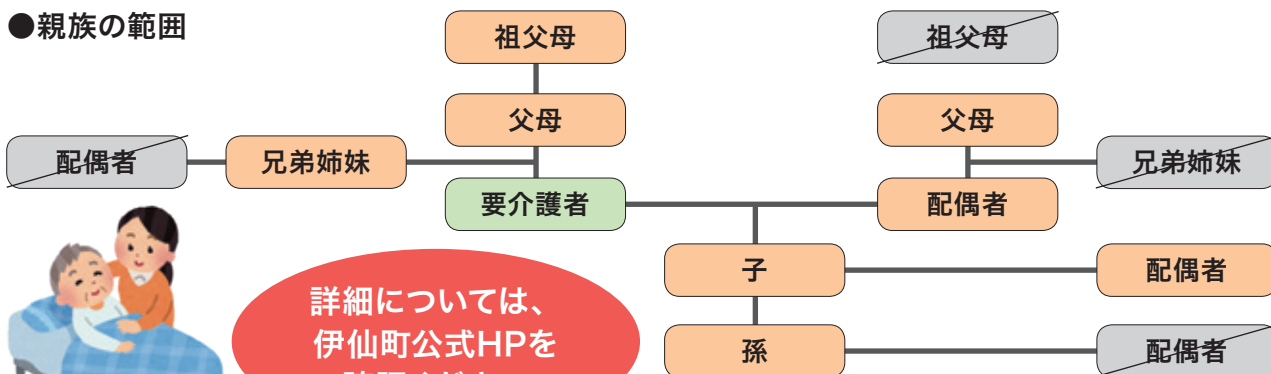 ●親族の範囲
祖父母
祖父母
父母
父母
配偶者
兄弟姉妹
兄弟姉妹
要介護者
配偶者
子
配偶者
詳細については、
伊仙町公式HPを
孫
配偶者